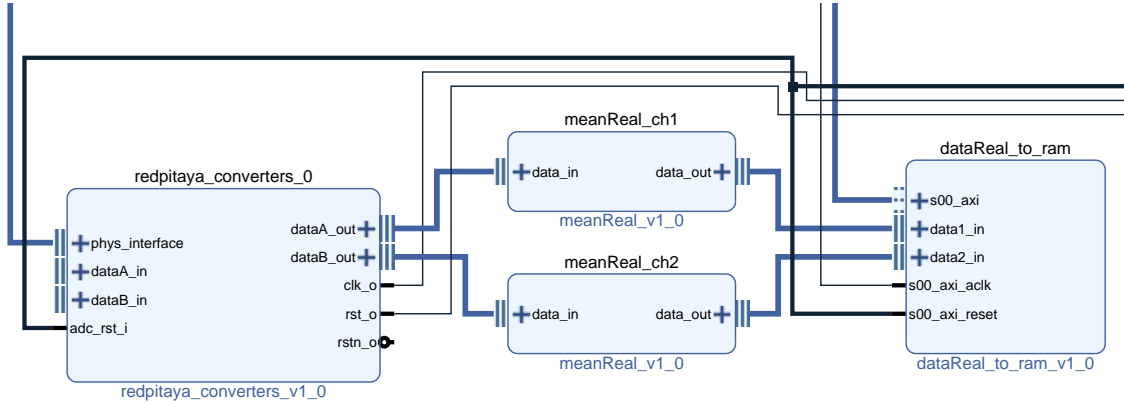 redpitaya_converters_0
phys_interface
dataA_in
dataB_in
adc_rst_i
dataA_out
dataB_out
clk_o
rst_o
rstn_o
redpitaya_converters_v1_0
meanReal_ch1
data_in
data_out
meanReal_v1_0
meanReal_ch2
data_in
data_out
meanReal_v1_0
dataReal_to_ram
s00_axi
data1_in
data2_in
s00_axi_aclk
s00_axi_reset
dataReal_to_ram_v1_0